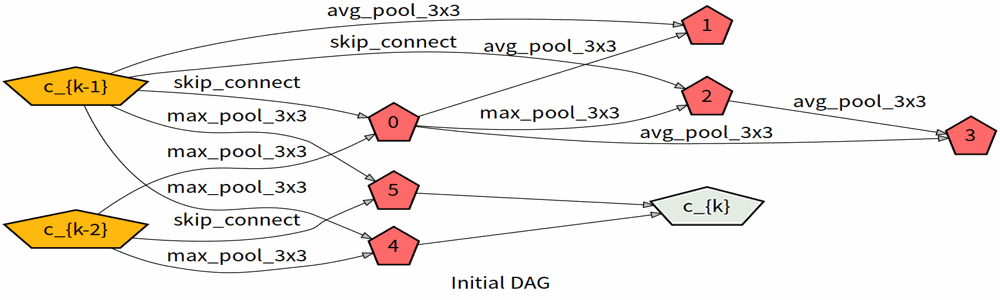 avg_pool_3x3
1
skip_connect
avg_pool_3x3
c_{k-1}
skip_connect
2
avg_pool_3x3
max_pool_3x3
0
max_pool_3x3
avg_pool_3x3
3
max_pool_3x3
max_pool_3x3
5
c_{k}
skip_connect
c_{k-2}
4
max_pool_3x3
Initial DAG